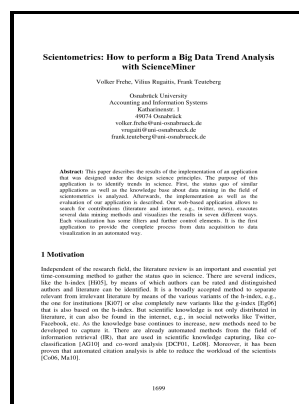 Scientometrics: How to perform a Big Data Trend Analysis
with ScienceMiner
Volker Frehe, Vilius Rugaitis, Frank Teuteberg
Osnabrück University
Accounting and Information Systems
Katharinenstr. 1
49074 Osnabrück
volker.frehe@uni-osnabrueck.de
vrugaiti@uni-osnabrueck.de
frank.teuteberg@uni-osnabrueck.de
Abstract: This paper describes the results of the implementation of an application
that was designed under the design science principles. The purpose of this
application is to identify trends in science. First, the status quo of similar
applications as well as the knowledge base about data mining in the field of
scientometrics is analysed. Afterwards, the implementation as well as the
evaluation of our application is described. Our web-based application allows to
search for contributions (literature and internet, e.g., twitter, news), executes
several data mining methods and visualizes the results in seven different ways.
Each visualization has some filters and further control elements. It is the first
application to provide the complete process from data acquisition to data
visualization in an automated way.
1 Motivation
Independent of the research field, the literature review is an important and essential yet
time-consuming method to gather the status quo in science. There are several indices,
like the h-index [Hi05], by means of which authors can be rated and distinguished
authors and literature can be identified. It is a broadly accepted method to separate
relevant from irrelevant literature by means of the various variants of the h-index, e.g.,
the one for institutions [Ki07] or else completely new variants like the g-index [Eg06]
that is also based on the h-index. But scientific knowledge is not only distributed in
literature, it can also be found in the internet, e.g., in social networks like Twitter,
Facebook, etc. As the knowledge base continues to increase, new methods need to be
developed to capture it. There are already automated methods from the field of
information retrieval (IR), that are used in scientific knowledge capturing, like co-
classification [AG10] and co-word analysis [DCF01, Le08]. Moreover, it has been
proven that automated citation analysis is able to reduce the workload of the scientists
[Co06, Ma10].
1699